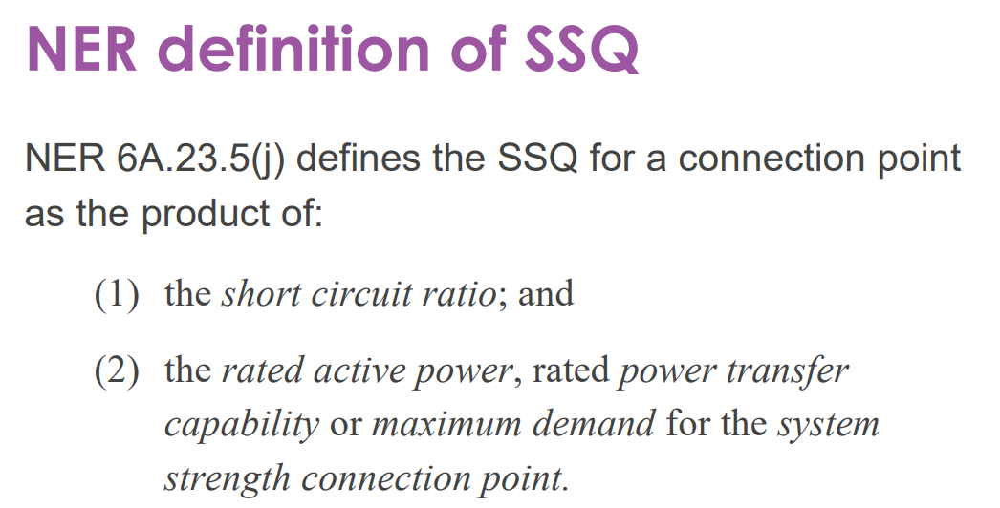 NER definition of SSQ
NER 6A.23.5(j) defines the SSQ for a connection point
as the product of:
(1) the short circuit ratio; and
(2) the rated active power, rated power transfer
capability or maximum demand for the system
strength connection point.